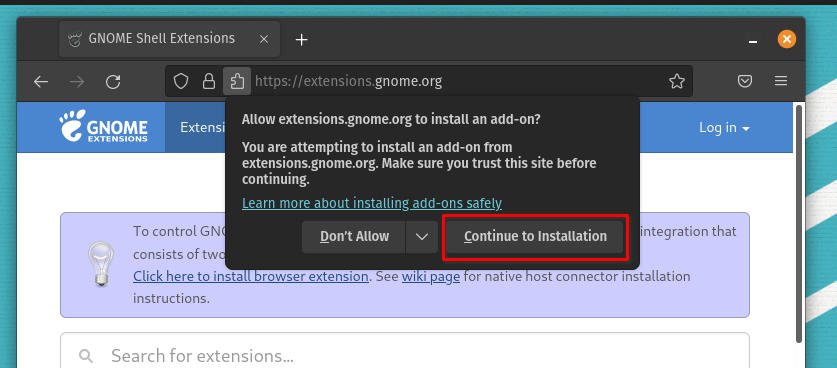 GNOME Shell Extensions
https://extensions.gnome.org
GNOME
EXTENSIONS
Extensi
Log in
Allow extensions.gnome.org to install an add-on?
You are attempting to install an add-on from
extensions.gnome.org. Make sure you trust this site before
continuing.
Learn more about installing add-ons safely
Don't Allow
Continue to Installation
To control GNO integration that
consists of two
Click here to install browser extension. See wiki page for native host connector installation
instructions.
Search for extensions...